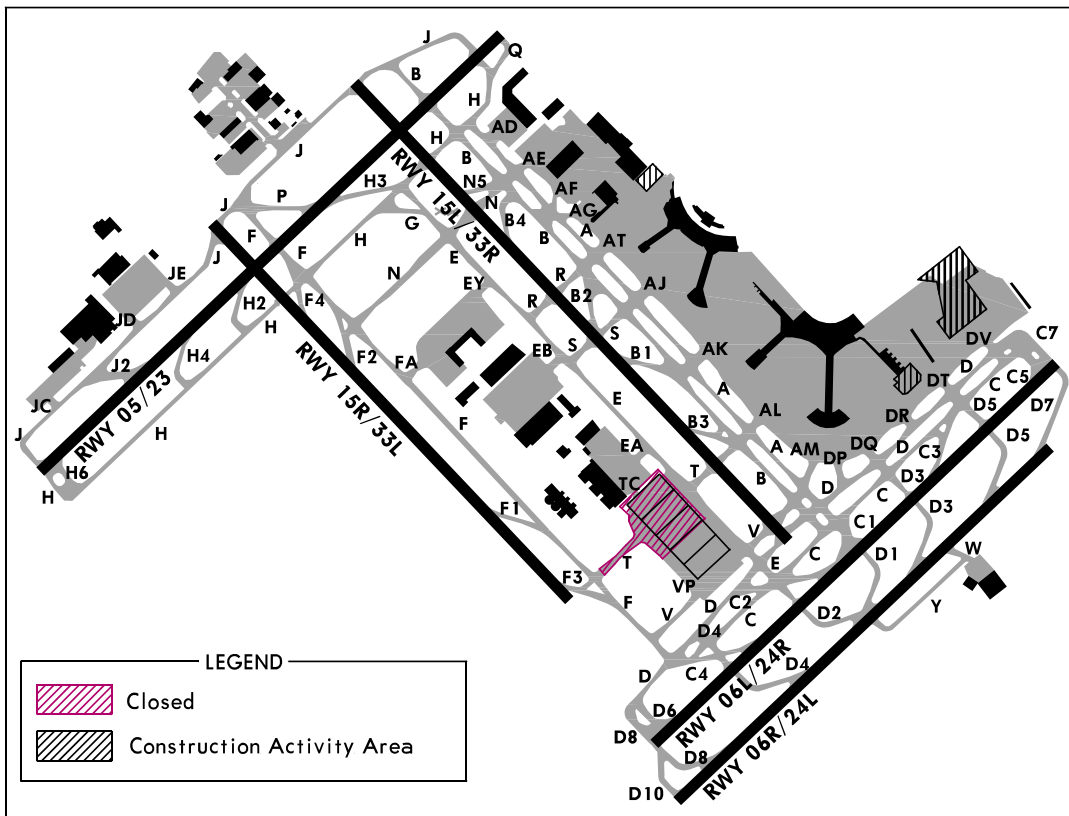 J
Q
B
H
AD
H
J
AE
B
RWY 15L/33R
N5
H3
AF
P
N
AG
J
B4
A
G
F
B
AT
J
H
E
F
JE
N
R
AJ
EY
B2
H2
F4
R
JD
H
S
C7
RWY 15R/33L
DV
S
B1
AK
F2
EB
J2
H4
FA
D
C5
DT
C
A
RWY 05/23
E
D5
D7
JC
AL
DR
F
B3
H
J
D5
EA
A
AM
DQ
D
C3
DP
T
H6
D3
TC
B
D
H
C
F1
D3
C1
V
W
C
D1
T
E
F3
VP
D
C2
F
Y
V
C
D2
D4
RWY 06L/24R
D4
LEGEND
D
C4
Closed
D6
RWY 06R/24L
D8
Construction Activity Area
D8
D10